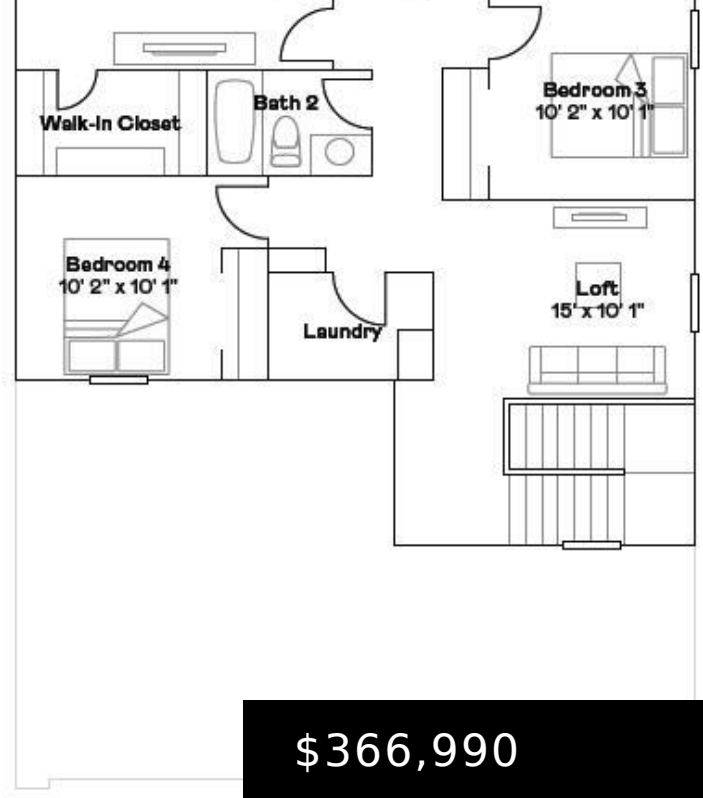 Bedroom 3
10' 2" x 10' 1"
Bath 2
Walk-In Closet
Bedroom 4
10' 2" x 10' 1"
Loft
15' x 10' 1"
Laundry
$366,990